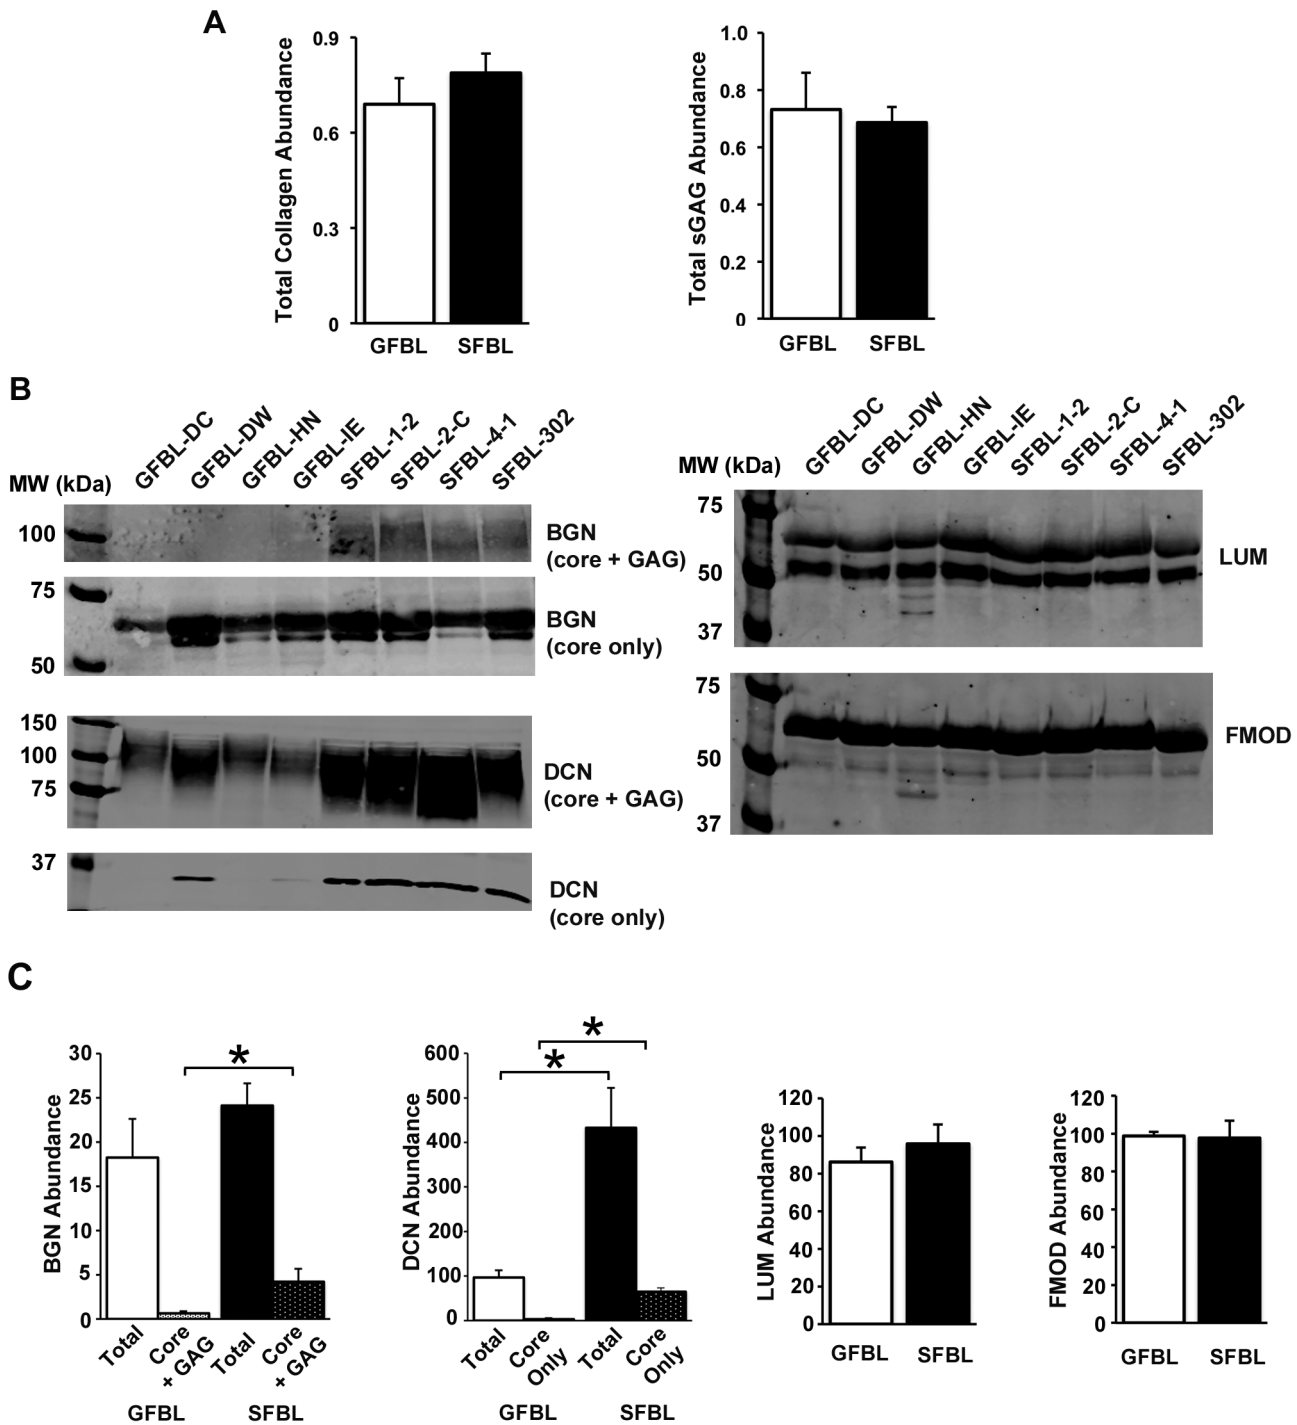 A
Total Collagen Abundance
0.9
0.6
0.3
0
GFBL SFBL
Total sGAG Abundance
1.0
0.8
0.6
0.4
0.2
0
GFBL SFBL
B
MW (kDa)
GFBL-DC
GFBL-DW
GFBL-HN
GFBL-IE
SFBL-1-2
SFBL-2-C
SFBL-4-1
SFBL-302
100
BGN
(core + GAG)
75
50
BGN
(core only)
150
100
75
DCN
(core + GAG)
37
DCN
(core only)
MW (kDa)
GFBL-DC
GFBL-DW
GFBL-HN
GFBL-IE
SFBL-1-2
SFBL-2-C
SFBL-4-1
SFBL-302
75
50
37
LUM
75
50
37
FMOD
C
BGN Abundance
30
25
20
15
10
5
0
*
Total
Core
+ GAG
Total
Core
+ GAG
GFBL SFBL
DCN Abundance
600
500
400
300
200
100
0
*
*
Total
Core
Only
Total
Core
Only
GFBL SFBL
LUM Abundance
120
100
80
60
40
20
0
GFBL SFBL
FMOD Abundance
120
100
80
60
40
20
0
GFBL SFBL